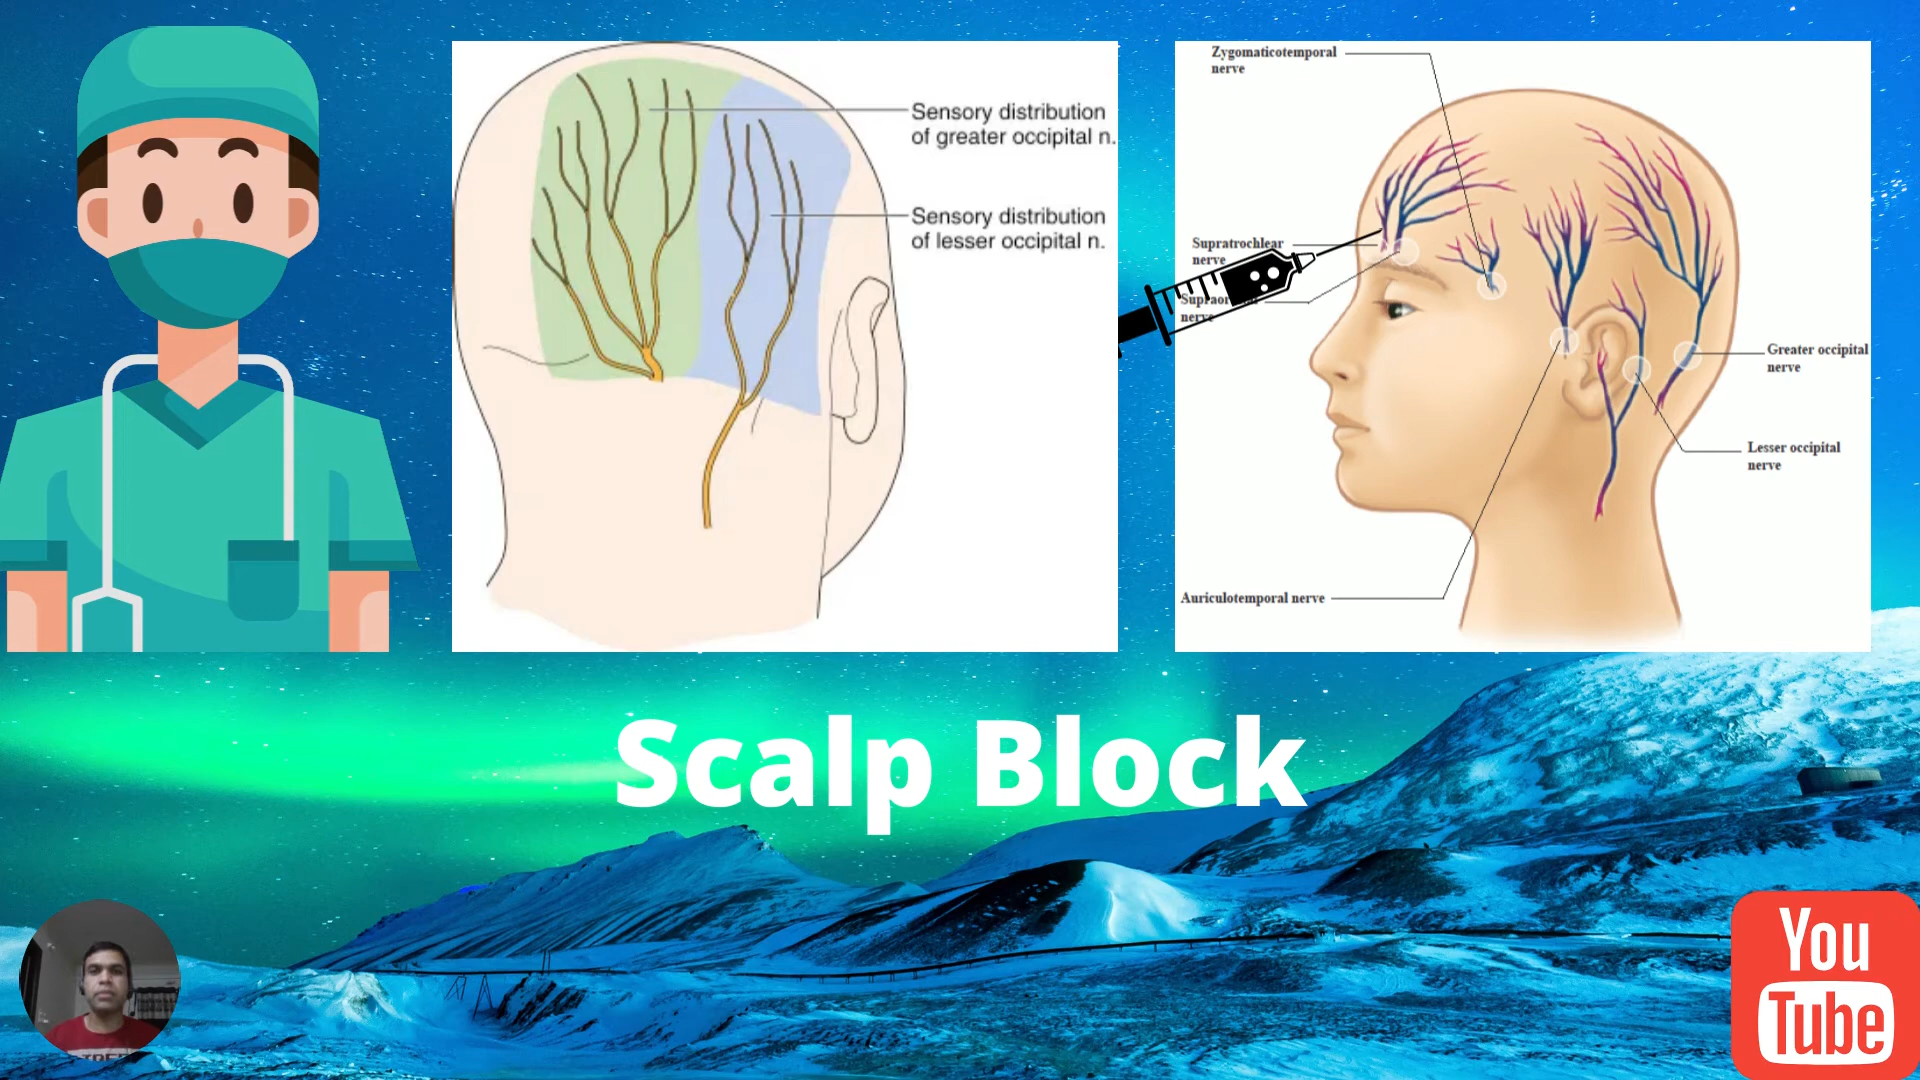 Sensory distribution
of greater occipital n.
Sensory distribution
of lesser occipital n.
Zygomaticotemporal
nerve
Supratrochlear
nerve
nerve
Greater occipital
nerve
Lesser occipital
nerve
Auriculotemporal nerve
Scalp Block
You
Tube